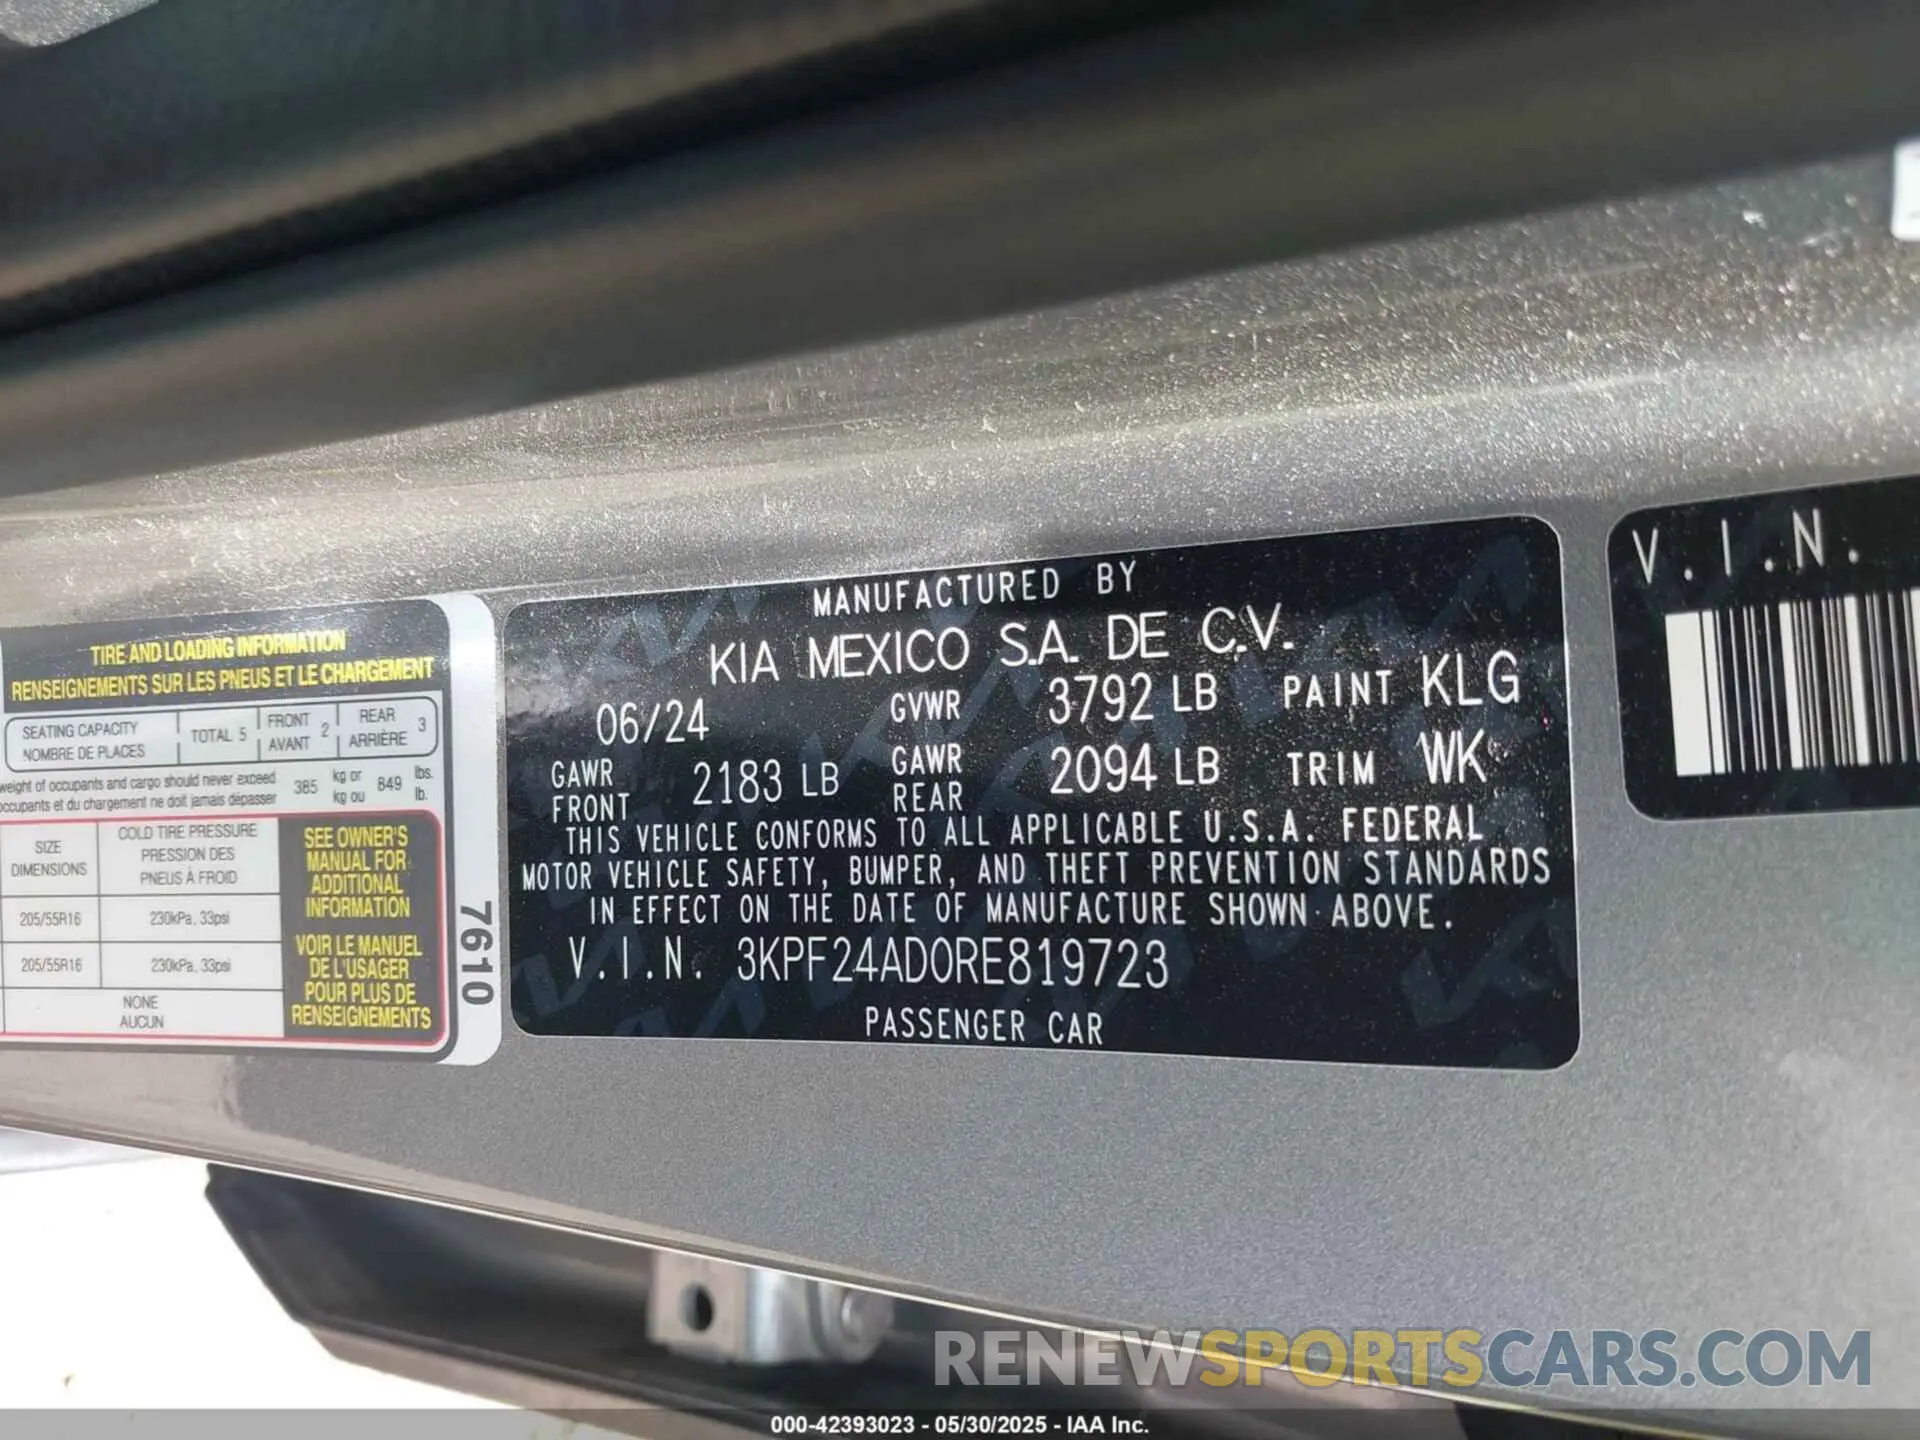 TIRE AND LOADING INFORMATION
RENSEIGNEMENTS SUR LES PNEUS ET LE CHARGEMENT
SEATING CAPACITY
NOMBRE DE PLACES
TOTAL 5
FRONT
AVANT
2
REAR
ARRIÈRE
3
weight of occupants and cargo should never exceed
occupants et du chargement ne doit jamais dépasser
385
kg or
kg ou
849
lbs.
lb.
SIZE
DIMENSIONS
COLD TIRE PRESSURE
PRESSION DES
PNEUS À FROID
205/55R16
230kPa, 33psi
205/55R16
230kPa, 33psi
NONE
AUCUN
SEE OWNER'S
MANUAL FOR
ADDITIONAL
INFORMATION
VOIR LE MANUEL
DE L'USAGER
POUR PLUS DE
RENSEIGNEMENTS
7610
MANUFACTURED BY
KIA MEXICO S.A. DE C.V.
06/24 GVWR 3792 LB PAINT KLG
GAWR FRONT 2183 LB GAWR REAR 2094 LB TRIM WK
THIS VEHICLE CONFORMS TO ALL APPLICABLE U.S.A. FEDERAL
MOTOR VEHICLE SAFETY, BUMPER, AND THEFT PREVENTION STANDARDS
IN EFFECT ON THE DATE OF MANUFACTURE SHOWN ABOVE.
V.I.N. 3KPF24AD0RE819723
PASSENGER CAR
V.I.N.
RENEWSPORTSCARS.COM
000-42393023 - 05/30/2025 - IAA Inc.